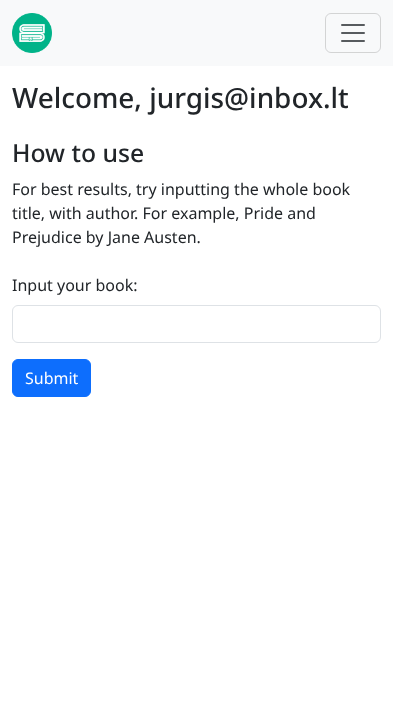 Welcome, jurgis@inbox.lt
How to use
For best results, try inputting the whole book
title, with author. For example, Pride and
Prejudice by Jane Austen.
Input your book:
Submit